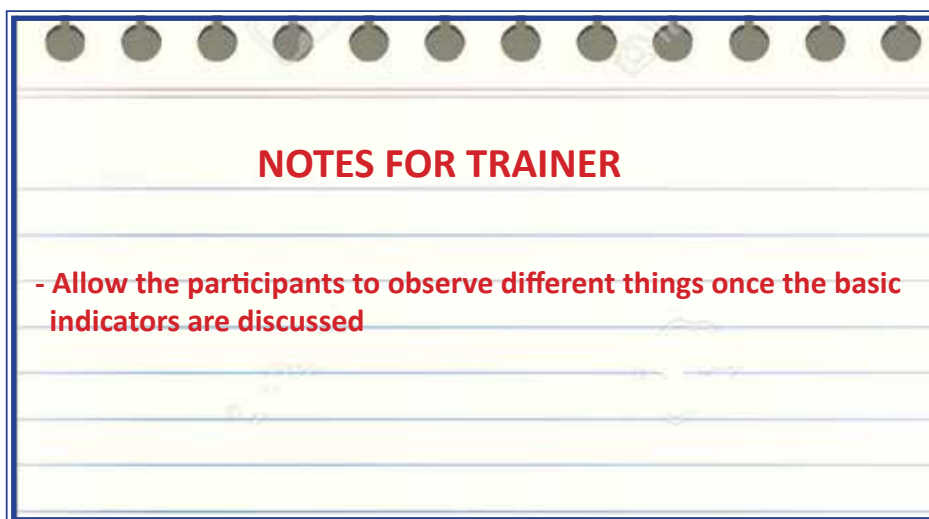 NOTES FOR TRAINER
- Allow the participants to observe different things once the basic
indicators are discussed